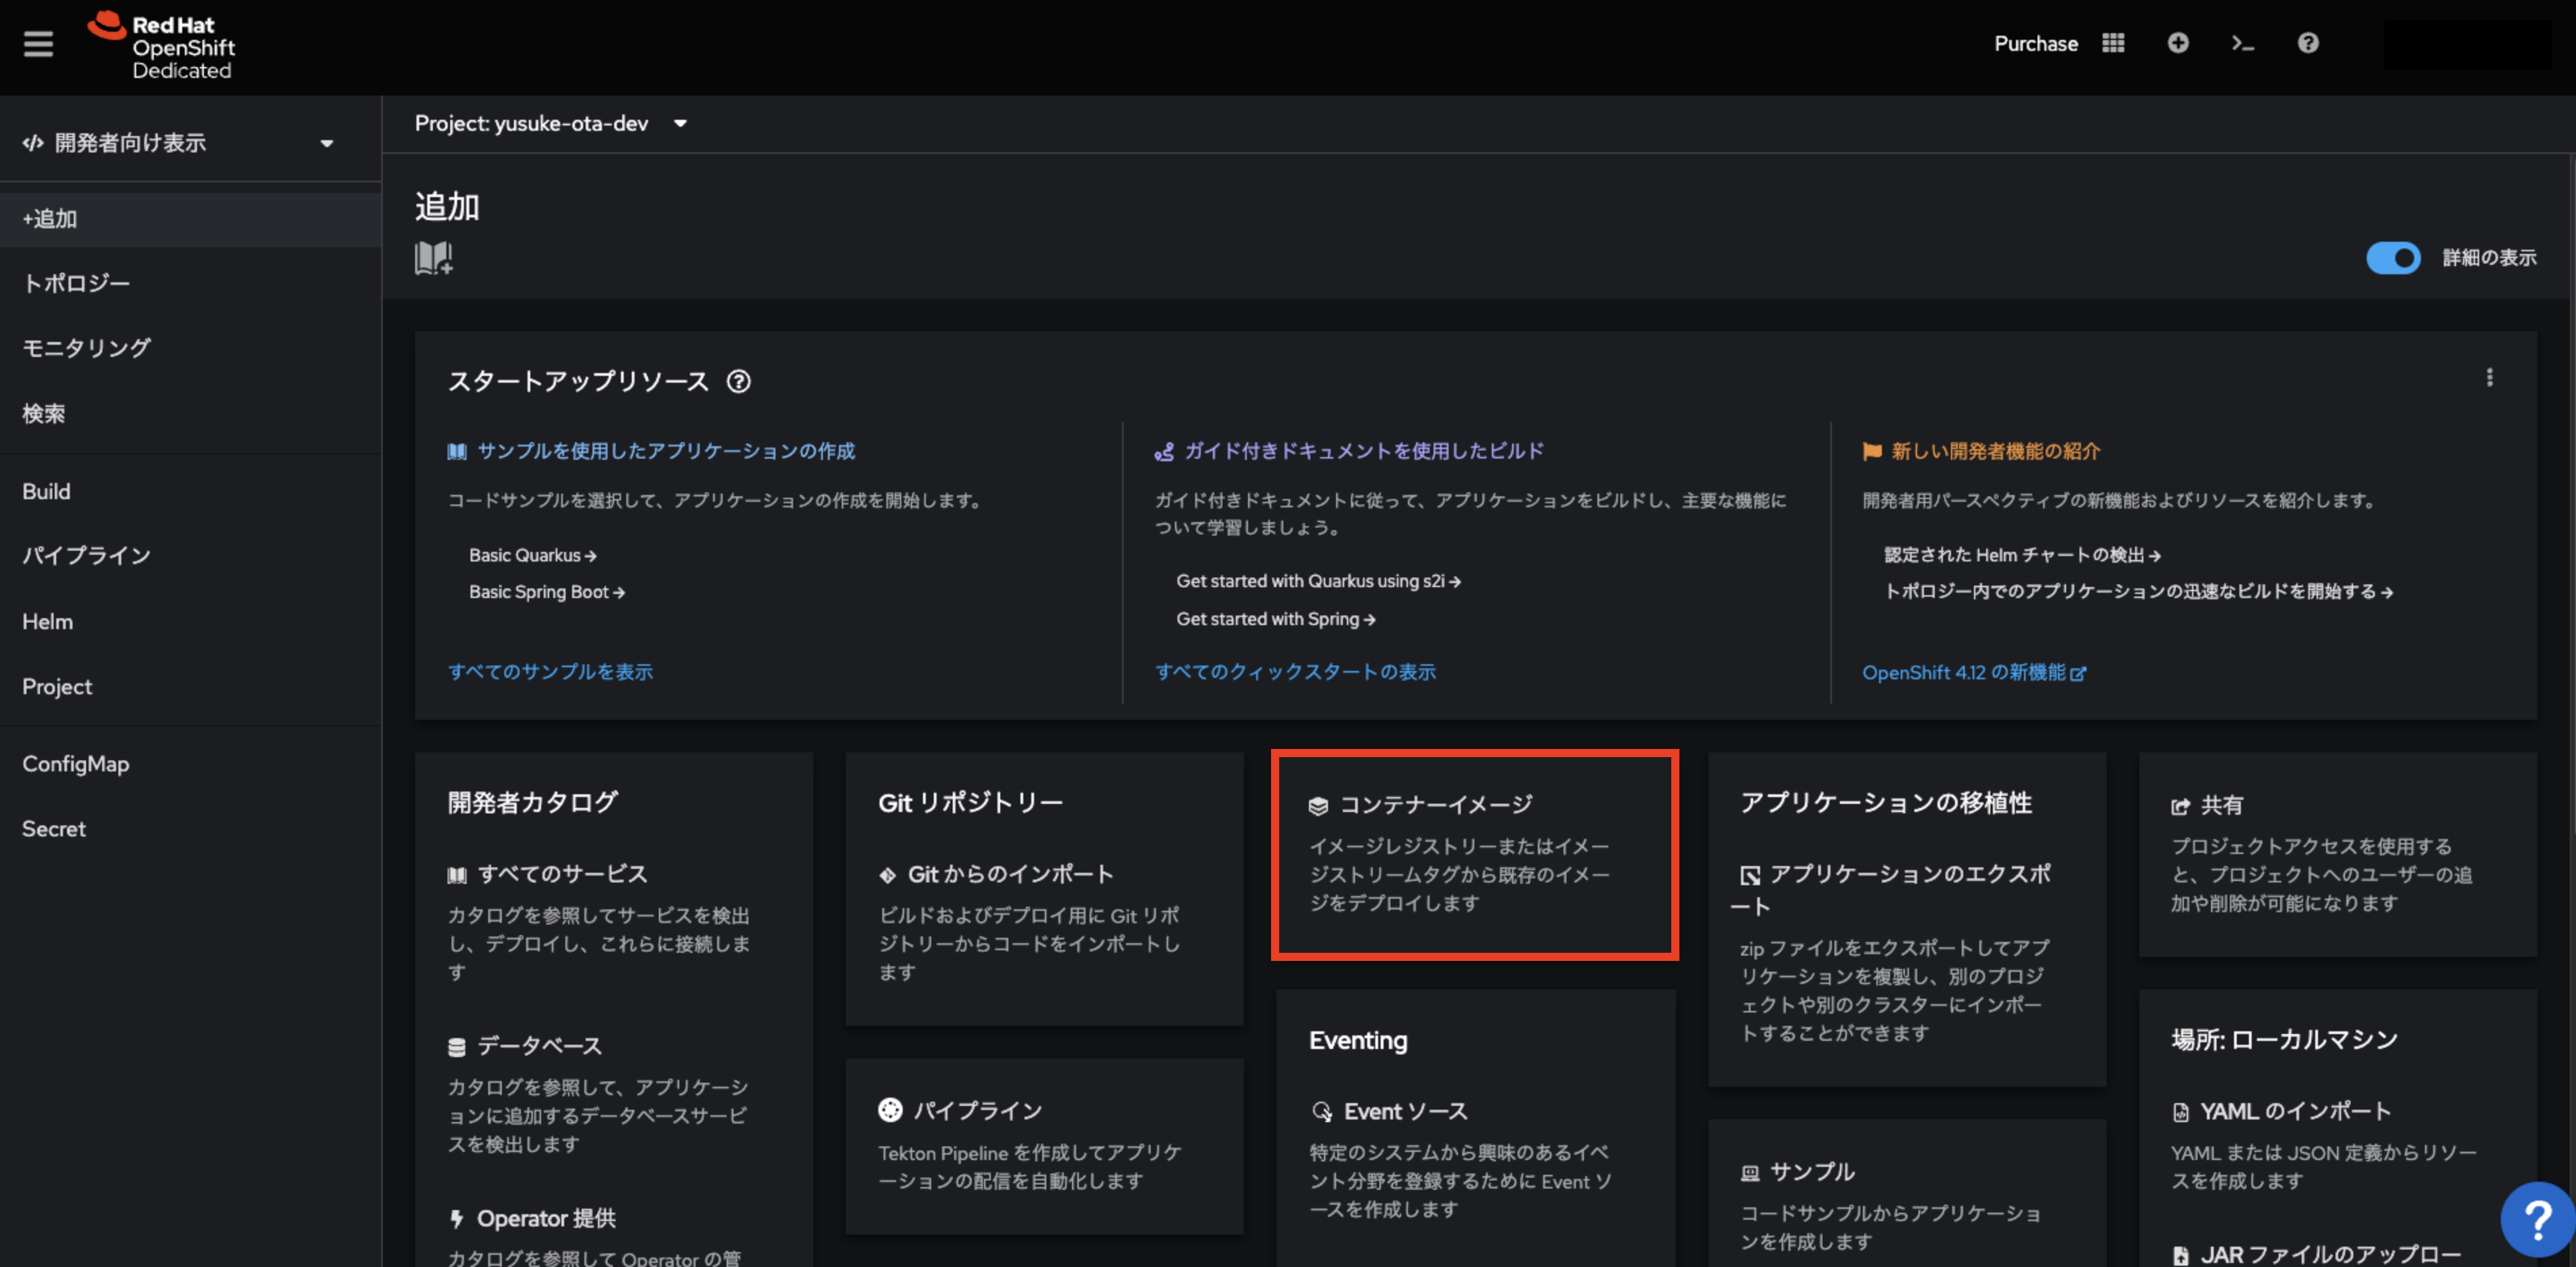 Red Hat
OpenShift
Dedicated
Purchase
開発者向け表示
+追加
トポロジー
モニタリング
検索
Build
パイプライン
Helm
Project
ConfigMap
Secret
Project: yusuke-ota-dev
追加
詳細の表示
スタートアップリソース
サンプルを使用したアプリケーションの作成
コードサンプルを選択して、アプリケーションの作成を開始します。
Basic Quarkus
Basic Spring Boot
すべてのサンプルを表示
ガイド付きドキュメントを使用したビルド
ガイド付きドキュメントに従って、アプリケーションをビルドし、主要な機能に
ついて学習しましょう。
Get started with Quarkus using s2i
Get started with Spring
すべてのクィックスタートの表示
新しい開発者機能の紹介
開発者用パースペクティブの新機能およびリソースを紹介します。
認定された Helm チャートの検出
トポロジー内でのアプリケーションの迅速なビルドを開始する
OpenShift 4.12 の新機能
開発者カタログ
すべてのサービス
カタログを参照してサービスを検出
し、デプロイし、これらに接続しま
す
データベース
カタログを参照して、アプリケーシ
ョンに追加するデータベースサービ
スを検出します
Operator 提供
カタログを参照して Operator の管
Git リポジトリー
Git からのインポート
ビルドおよびデプロイ用に Git リポ
ジトリーからコードをインポートし
ます
パイプライン
Tekton Pipeline を作成してアプリケ
ーションの配信を自動化します
コンテナーイメージ
イメージレジストリーまたはイメー
ジストリームタグから既存のイメー
ジをデプロイします
Eventing
Event ソース
特定のシステムから興味のあるイベ
ント分野を登録するために Event ソ
ースを作成します
アプリケーションの移植性
アプリケーションのエクスポ
ート
zip ファイルをエクスポートしてアプ
リケーションを複製し、別のプロジ
ェクトや別のクラスターにインポー
トすることができます
サンプル
コードサンプルからアプリケーショ
ンを作成します
共有
プロジェクトアクセスを使用する
と、プロジェクトへのユーザーの追
加や削除が可能になります
場所: ローカルマシン
YAML のインポート
YAML または JSON 定義からリソー
スを作成します
JAR ファイルのアップロー